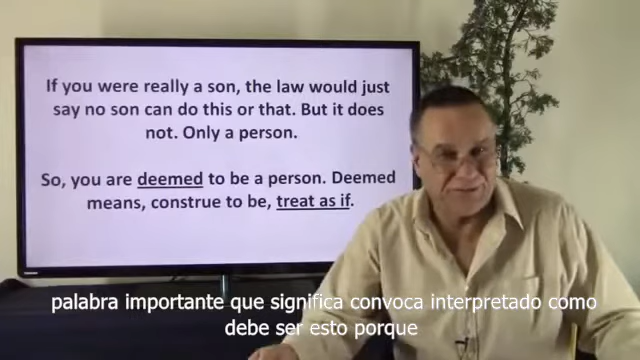 If you were really a son, the law would just
say no son can do this or that. But it does
not. Only a person.
So, you are deemed to be a person. Deemed
means, construe to be, treat as if.
palabra importante que significa convoca interpretado como
debe ser esto porque